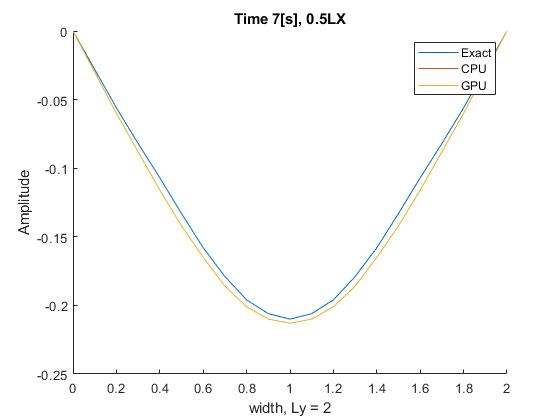 Time 7[s], 0.5LX
Exact
CPU
GPU
0
-0.05
-0.1
-0.15
-0.2
-0.25
Amplitude
0 0.2 0.4 0.6 0.8 1 1.2 1.4 1.6 1.8 2
width, Ly = 2